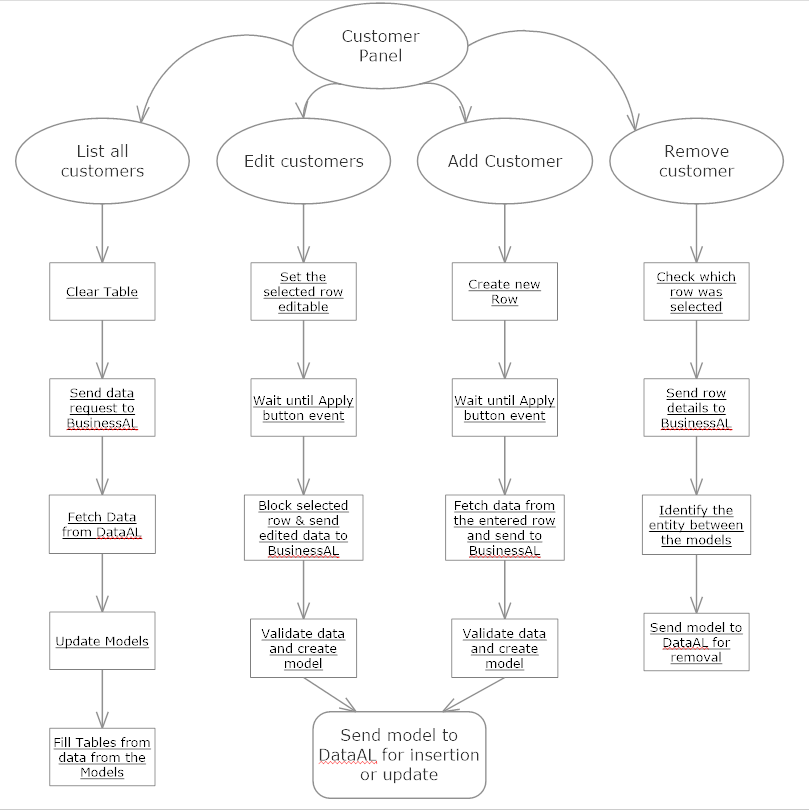 Customer
Panel
List all
customers
Edit customers
Add Customer
Remove
customer
Clear Table
Set the
selected row
editable
Create new
Row
Check which
row was
selected
Send data
request to
BusinessAL
Wait until Apply
button event
Wait until Apply
button event
Send row
details to
BusinessAL
Fetch Data
from DataAL
Block selected
row & send
edited data to
BusinessAL
Fetch data from
the entered row
and send to
BusinessAL
Identify the
entity between
the models
Update Models
Validate data
and create
model
Validate data
and create
model
Send model to
DataAL for
removal
Fill Tables from
data from the
Models
Send model to
DataAL for insertion
or update